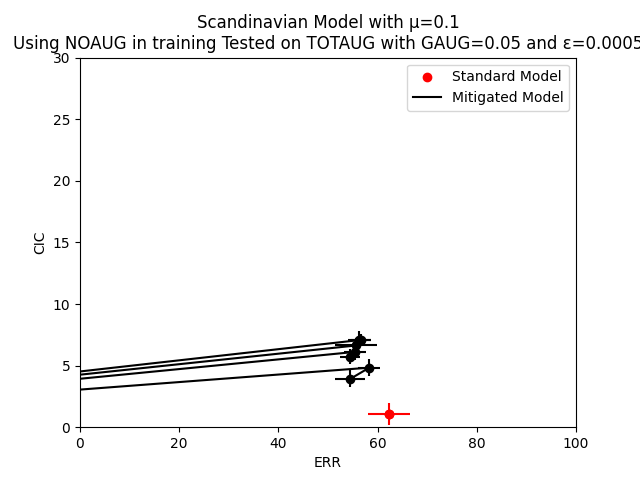 Scandinavian Model with μ=0.1
Using NOAUG in training Tested on TOTAUG with GAUG=0.05 and ε=0.0005
Standard Model
Mitigated Model
30
25
20
15
10
5
0
CIC
0 20 40 60 80 100
ERR